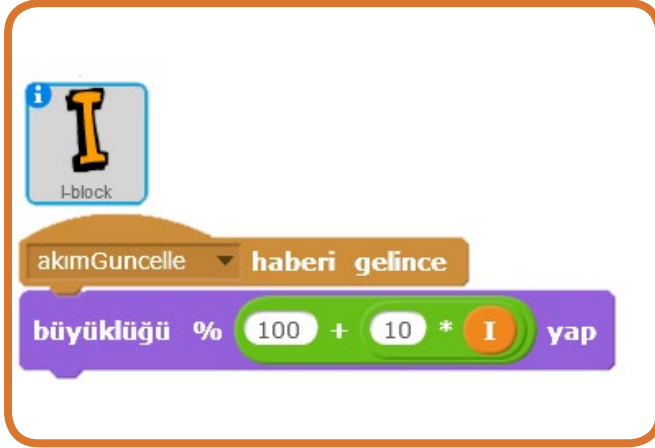 I
I-block
akımGuncelle haberi gelince
büyüklüğü % 100 + 10 * I yap